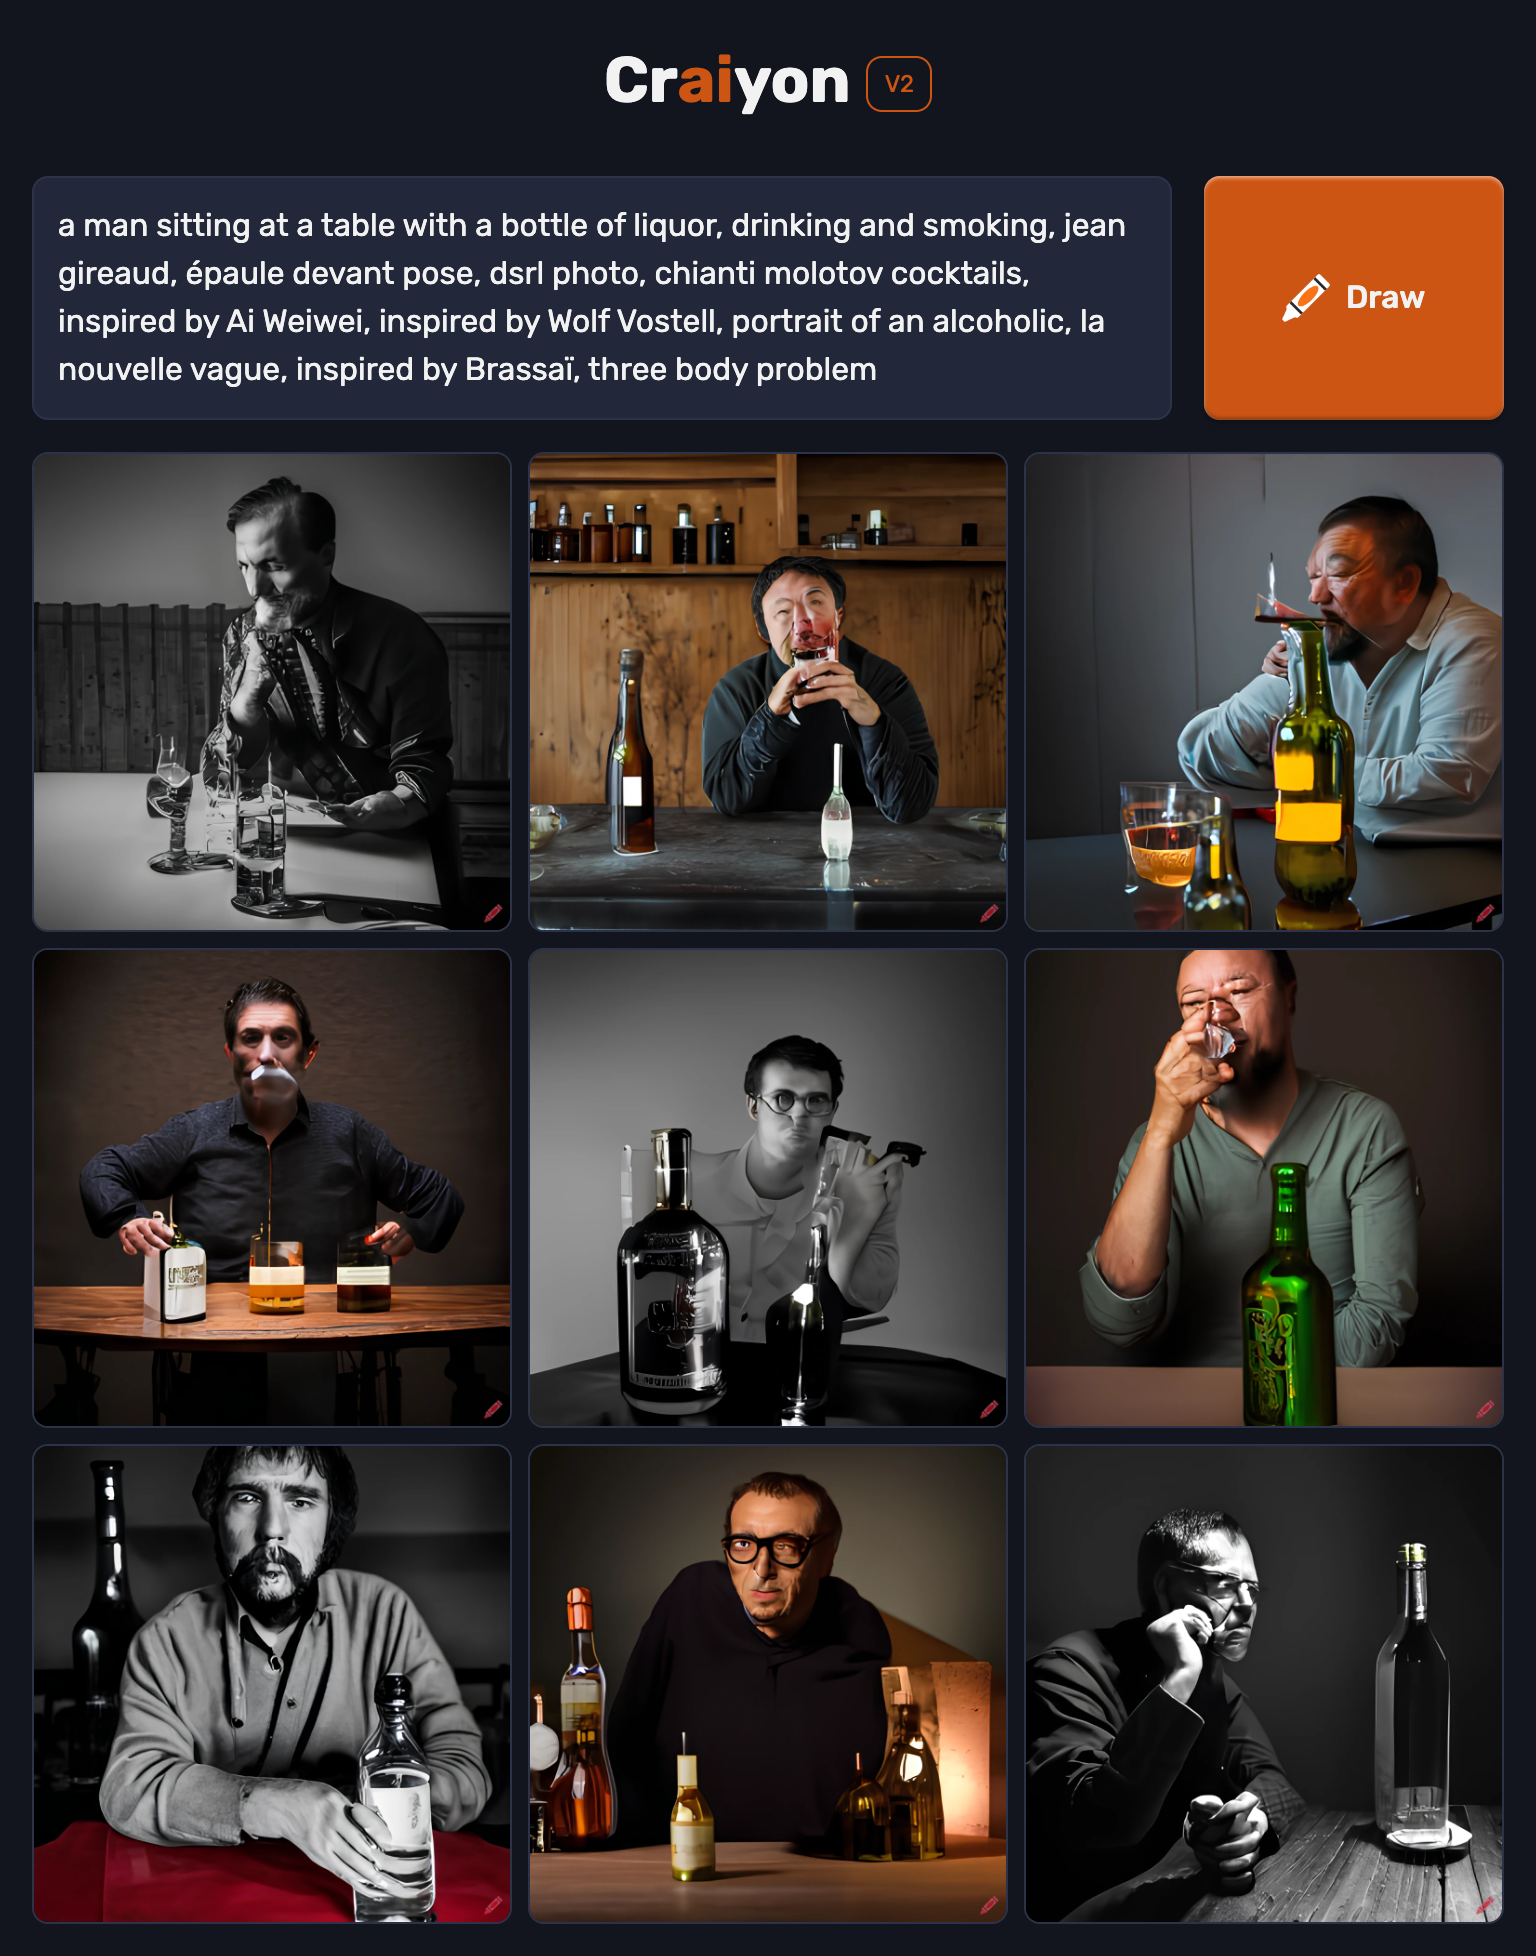 Craiyon V2
a man sitting at a table with a bottle of liquor, drinking and smoking, jean
gireaud, épaule devant pose, dsrl photo, chianti molotov cocktails,
inspired by Ai Weiwei, inspired by Wolf Vostell, portrait of an alcoholic, la
nouvelle vague, inspired by Brassaï, three body problem
Draw